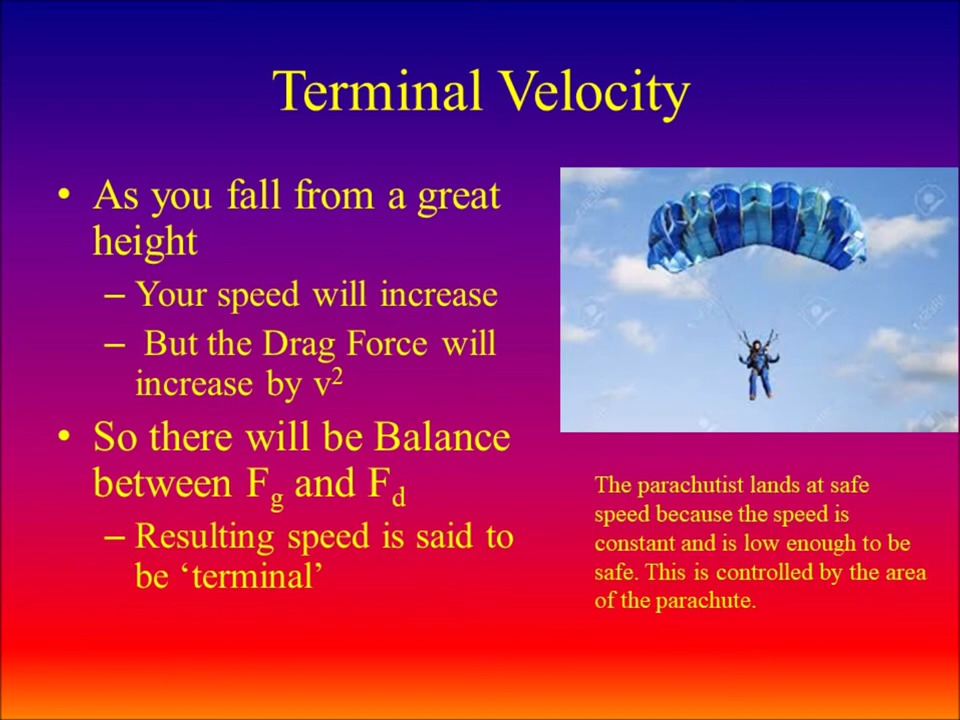 Terminal Velocity
• As you fall from a great
height
– Your speed will increase
– But the Drag Force will
increase by v²
• So there will be Balance
between Fg and Fd
– Resulting speed is said to
be ‘terminal’
The parachutist lands at safe
speed because the speed is
constant and is low enough to be
safe. This is controlled by the area
of the parachute.